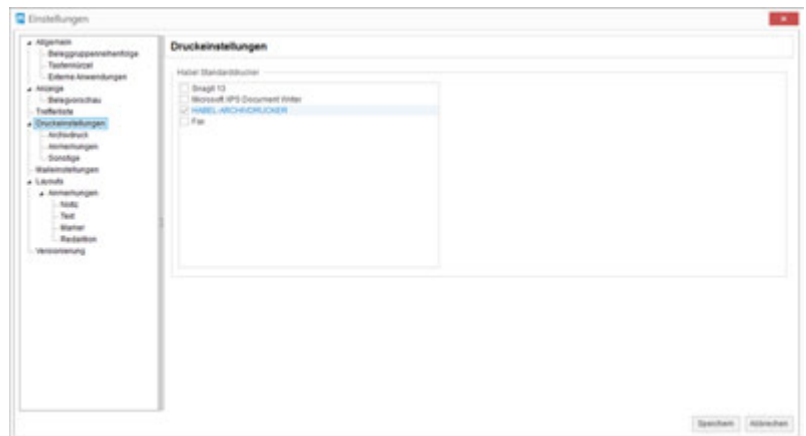 Einstellungen
Allgemein
Beleggruppenreihenfolge
Tastenkürzel
Externe Anwendungen
Anzeige
Belegvorschau
Trefferliste
Druckeinstellungen
Archivdruck
Anmerkungen
Sonstige
Maileinstellungen
Layouts
Anmerkungen
Notiz
Text
Marker
Redaktion
Versionierung
Druckeinstellungen
Habel Standarddrucker
Snagit 13
Microsoft XPS Document Writer
HABEL-ARCHIVDRUCKER
Fax
Speichern Abbrechen